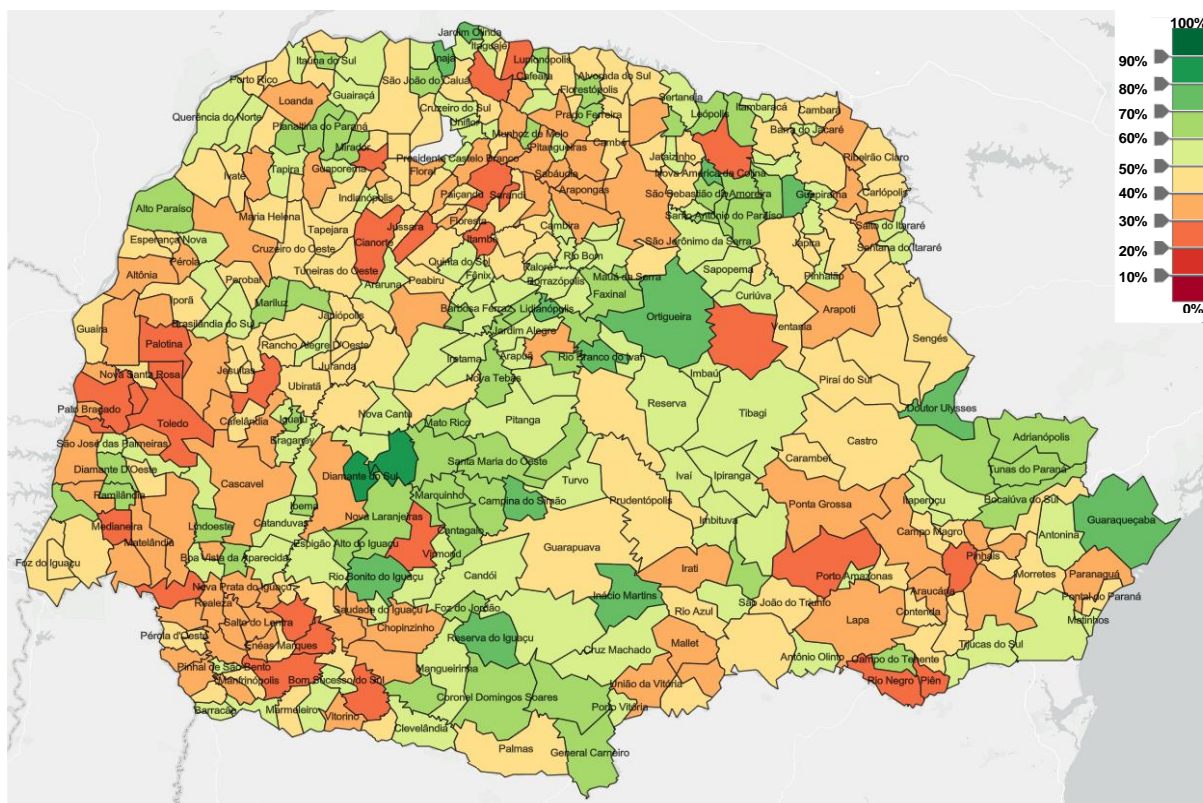 100%
90%
80%
70%
60%
50%
40%
30%
20%
10%
0%
Jardim Olinda
Itaguajé
Inajá
Itaúna do Sul
Lupionópolis
Cafeara
Alvorada do Sul
Porto Rico
São João do Caiuá
Florestópolis
Guairaçá
Loanda
Cruzeiro do Sul
Prado Ferreira
Sertaneja
Leópolis
Itambaracá
Cambará
Querência do Norte
Planaltina do Paraná
Uniflor
Munhoz de Melo
Barra do Jacaré
Mirador
Pitangueiras
Cambé
Jataizinho
Ribeirão Claro
Presidente Castelo Branco
Ivaté
Tapira
Guaporema
Floral
Sabáudia
Nova América da Colina
Paiçandu
Sarandi
Arapongas
São Sebastião da Amoreira
Guapirama
Carlópolis
Indianópolis
Alto Paraíso
Maria Helena
Floresta
Santo Antônio do Paraíso
Salto do Itararé
Tapejara
Jussara
Cianorte
Itambé
Cambira
Esperança Nova
Cruzeiro do Oeste
São Jerônimo da Serra
Japira
Santana do Itararé
Pérola
Quinta do Sol
Kaloré
Rio Bom
Altônia
Tuneiras do Oeste
Peabiru
Fênix
Mauá da Serra
Sapopema
Pinhalão
Perobal
Araruna
Borrazópolis
Iporã
Mariluz
Faxinal
Curiúva
Barbosa Ferraz
Lidianópolis
Arapoti
Guaíra
Brasilândia do Sul
Janiópolis
Ortigueira
Ventania
Jardim Alegre
Palotina
Rancho Alegre D'Oeste
Sengés
Iretama
Arapuã
Rio Branco do Ivaí
Juranda
Nova Santa Rosa
Jesuítas
Nova Tebas
Imbaú
Piraí do Sul
Ubiratã
Pato Bragado
Reserva
Doutor Ulysses
Toledo
Cafelândia
Iguatu
Nova Cantu
Mato Rico
Pitanga
Tibagi
São José das Palmeiras
Braganey
Castro
Adrianópolis
Diamante D'Oeste
Santa Maria do Oeste
Carambeí
Tunas do Paraná
Cascavel
Diamante do Sul
Turvo
Ivaí
Ipiranga
Ramilândia
Marquinho
Campina do Simão
Prudentópolis
Ponta Grossa
Itaperuçu
Bocaiúva do Sul
Ibema
Nova Laranjeiras
Guaraqueçaba
Medianeira
Lindoeste
Catanduvas
Cantagalo
Imbituva
Campo Magro
Antonina
Matelândia
Espigão Alto do Iguaçu
Virmond
Guarapuava
Boa Vista da Aparecida
Pinhais
Foz do Iguaçu
Irati
Porto Amazonas
Morretes
Paranaguá
Rio Bonito do Iguaçu
Candói
Nova Prata do Iguaçu
Araucária
Pontal do Paraná
Inácio Martins
Realeza
Saudade do Iguaçu
Foz do Jordão
Rio Azul
São João do Triunfo
Contenda
Matinhos
Salto do Lontra
Chopinzinho
Lapa
Pérola d'Oeste
Enéas Marques
Reserva do Iguaçu
Mallet
Tijucas do Sul
Cruz Machado
Antônio Olinto
Campo do Tenente
Pinhal de São Bento
Mangueirinha
Manfrinópolis
Bom Sucesso do Sul
União da Vitória
Rio Negro
Piên
Coronel Domingos Soares
Barracão
Marmeleiro
Vitorino
Porto Vitória
Clevelândia
Palmas
General Carneiro